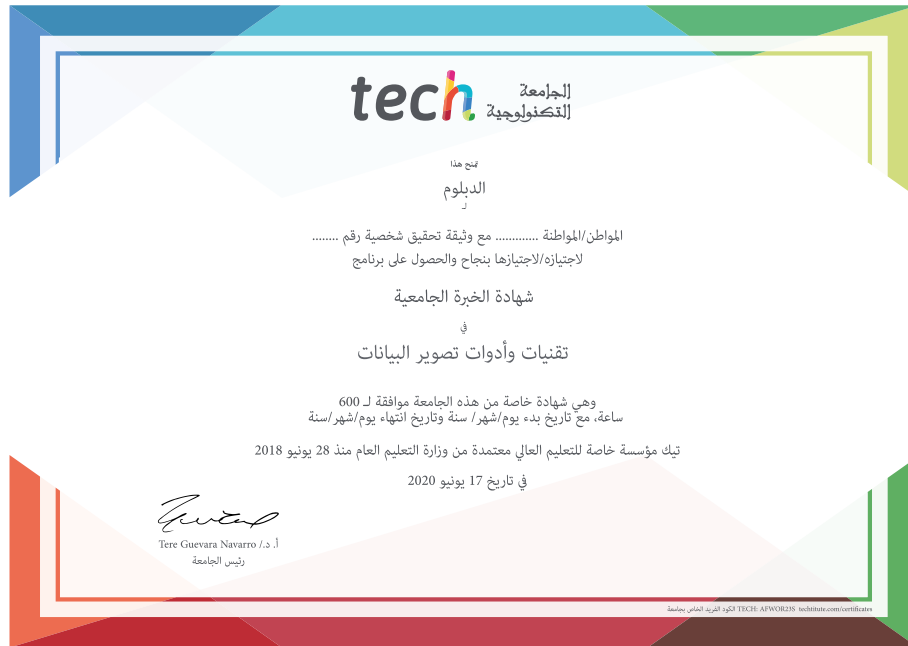 tech الجامعة
التكنولوجية
تمنح هذا
الدبلوم
لـ
المواطن/المواطنة ............. مع وثيقة تحقيق شخصية رقم ........
لاجتيازه/لاجتيازها بنجاح والحصول على برنامج
شهادة الخبرة الجامعية
في
تقنيات وأدوات تصوير البيانات
وهي شهادة خاصة من هذه الجامعة موافقة لـ 600
ساعة، مع تاريخ بدء يوم/شهر/ سنة وتاريخ انتهاء يوم/شهر/سنة
تيك مؤسسة خاصة للتعليم العالي معتمدة من وزارة التعليم العام منذ 28 يونيو 2018
في تاريخ 17 يونيو 2020
أ. د./ Tere Guevara Navarro
رئيس الجامعة
الكود الفريد الخاص بجامعة TECH: AFWOR23S techtitute.com/certificates